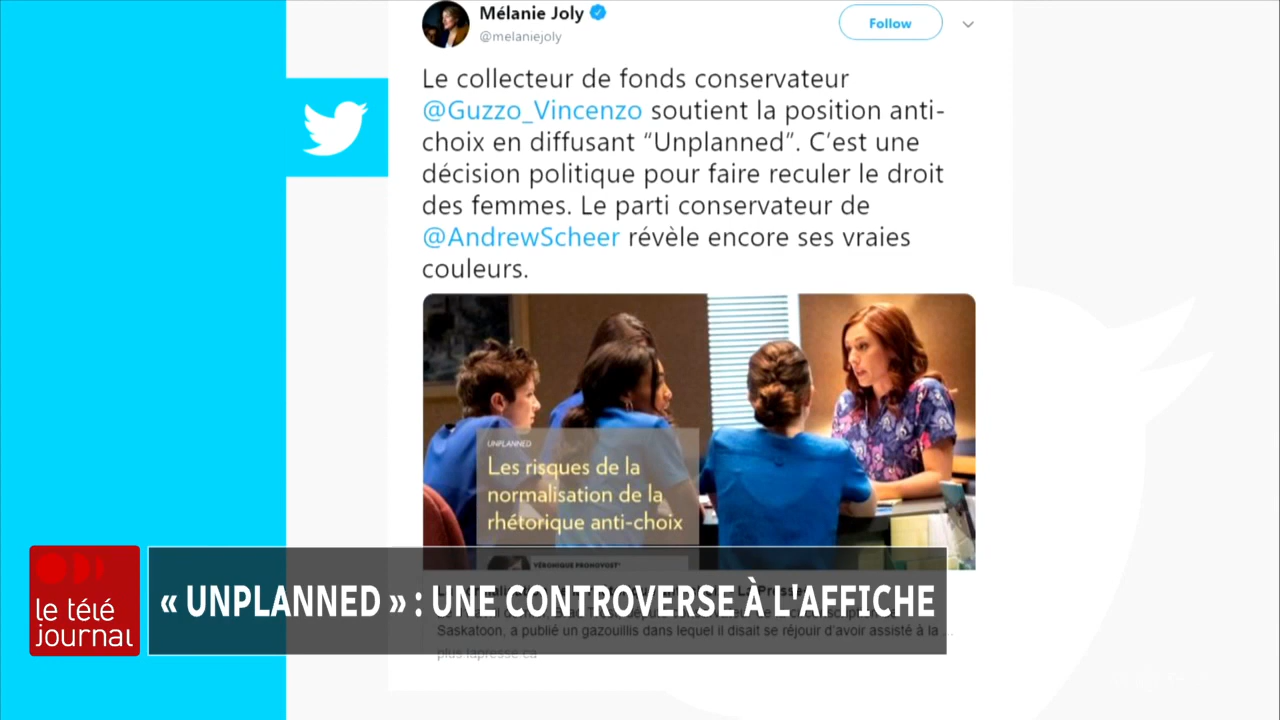 Mélanie Joly
@melaniejoly
Follow
Le collecteur de fonds conservateur
@Guzzo_Vincenzo soutient la position anti-
choix en diffusant “Unplanned”. C’est une
décision politique pour faire reculer le droit
des femmes. Le parti conservateur de
@AndrewScheer révèle encore ses vraies
couleurs.
UNPLANNED
Les risques de la
normalisation de la
rhétorique anti-choix
VÉRONIQUE PRONOVOST*
le télé
journal
« UNPLANNED » : UNE CONTROVERSE À L'AFFICHE
Saskatoon, a publié un gazouillis dans lequel il disait se réjouir d’avoir assisté à la ...
plus.lapresse.ca